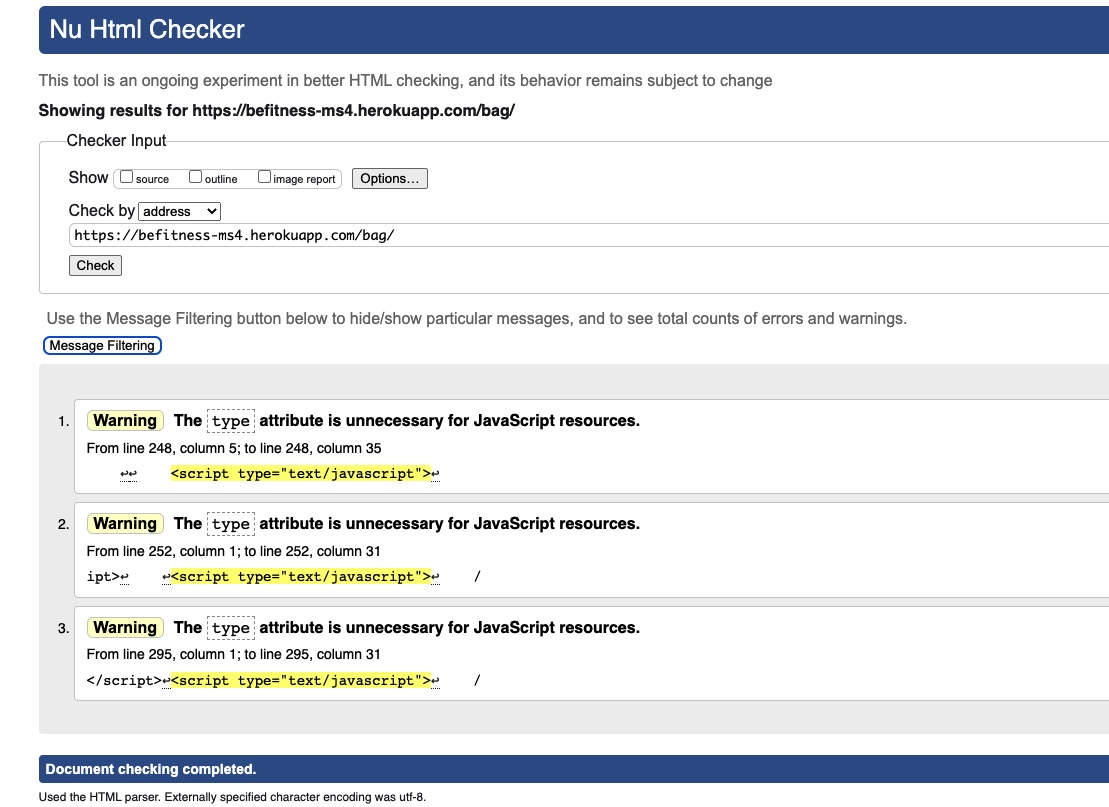 Nu Html Checker
This tool is an ongoing experiment in better HTML checking, and its behavior remains subject to change
Showing results for https://befitness-ms4.herokuapp.com/bag/
Checker Input
Show source outline image report Options...
Check by address
https://befitness-ms4.herokuapp.com/bag/
Check
Use the Message Filtering button below to hide/show particular messages, and to see total counts of errors and warnings.
Message Filtering
1. Warning The type attribute is unnecessary for JavaScript resources.
From line 248, column 5; to line 248, column 35
↩↩ <script type="text/javascript">↩
2. Warning The type attribute is unnecessary for JavaScript resources.
From line 252, column 1; to line 252, column 31
ipt>↩ ↩<script type="text/javascript">↩ /
3. Warning The type attribute is unnecessary for JavaScript resources.
From line 295, column 1; to line 295, column 31
</script>↩<script type="text/javascript">↩ /
Document checking completed.
Used the HTML parser. Externally specified character encoding was utf-8.